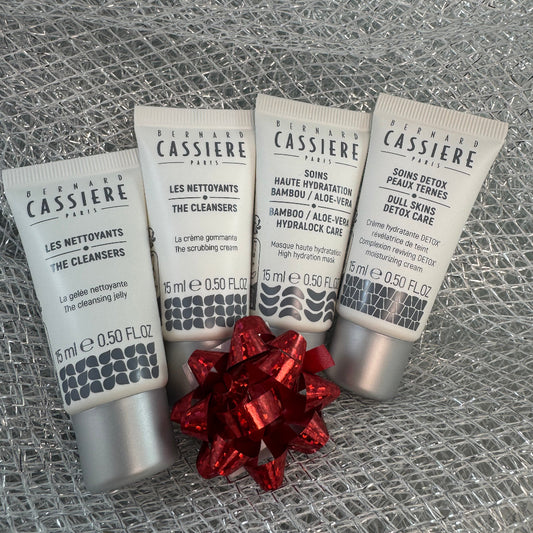 BERNARD
CASSIERE
PARIS
LES NETTOYANTS
THE CLEANSERS
La gelée nettoyante
The cleansing jelly
15 ml e 0.50 FL.OZ
BERNARD
CASSIERE
PARIS
LES NETTOYANTS
THE CLEANSERS
La crème gommante
The scrubbing cream
15 ml e 0.50 FL.OZ
BERNARD
CASSIERE
PARIS
SOINS
HAUTE HYDRATATION
BAMBOU / ALOE-VERA
BAMBOO / ALOE-VERA
HYDRALOCK CARE
Masque haute hydratation
High hydration mask
15 ml e 0.50 FL.OZ
BERNARD
CASSIERE
PARIS
SOINS DETOX
PEAUX TERNES
DULL SKINS
DETOX CARE
Crème hydratante DETOX
révélatrice de teint
Complexion reviving DETOX
moisturizing cream
15 ml e 0.50 FL.OZ